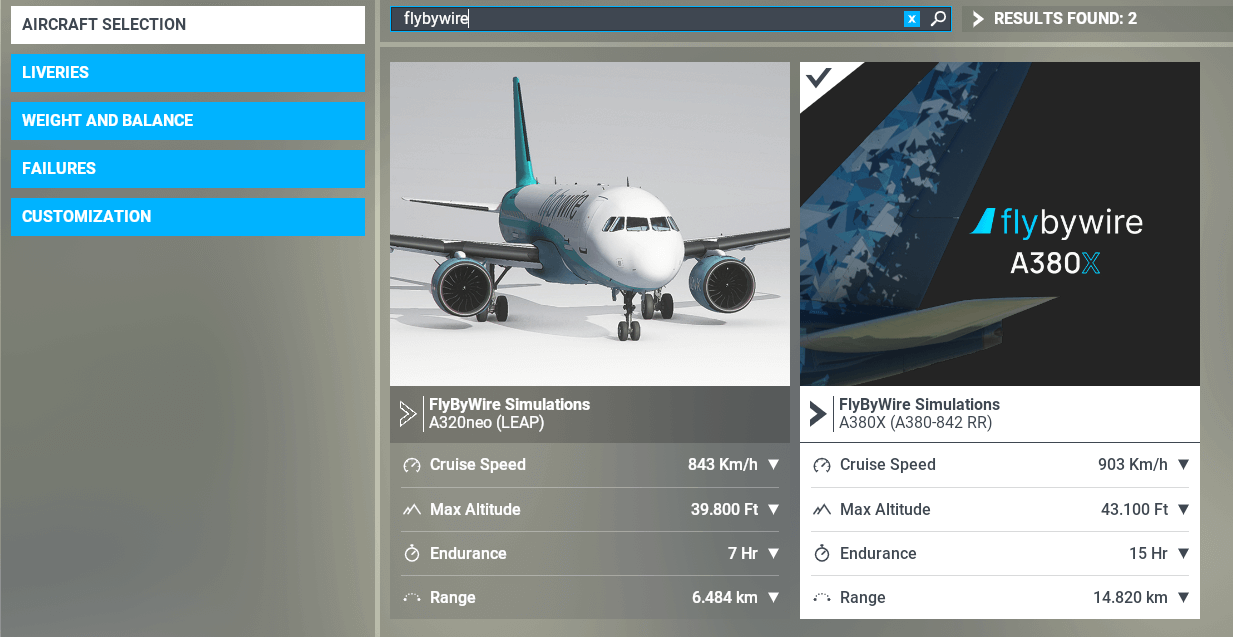 AIRCRAFT SELECTION
LIVERIES
WEIGHT AND BALANCE
FAILURES
CUSTOMIZATION
flybywire
x
RESULTS FOUND: 2
flybywire
FlyByWire Simulations
A320neo (LEAP)
Cruise Speed 843 Km/h
Max Altitude 39.800 Ft
Endurance 7 Hr
Range 6.484 km
flybywire
A380X
FlyByWire Simulations
A380X (A380-842 RR)
Cruise Speed 903 Km/h
Max Altitude 43.100 Ft
Endurance 15 Hr
Range 14.820 km